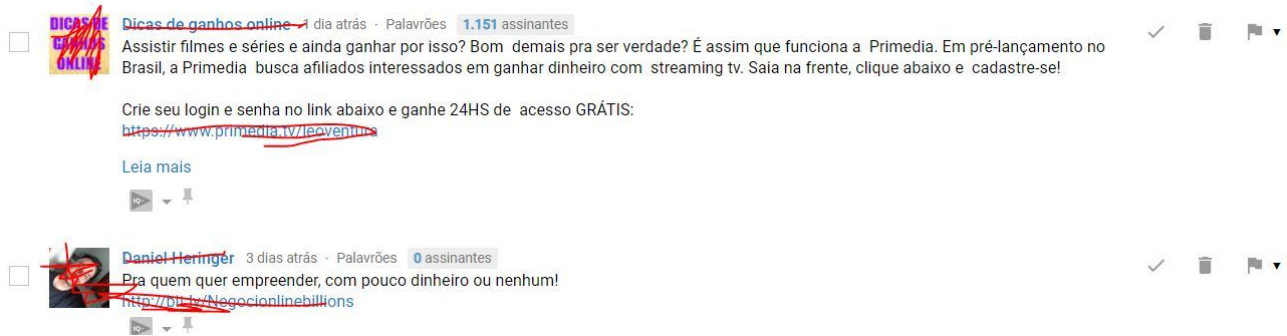 DICAS DE
GANHOS
ONLINE
Dicas de ganhos online 1 dia atrás · Palavrões 1.151 assinantes
Assistir filmes e séries e ainda ganhar por isso? Bom demais pra ser verdade? É assim que funciona a Primedia. Em pré-lançamento no
Brasil, a Primedia busca afiliados interessados em ganhar dinheiro com streaming tv. Saia na frente, clique abaixo e cadastre-se!
Crie seu login e senha no link abaixo e ganhe 24HS de acesso GRÁTIS:
https://www.primedia.tv/leoventura
Leia mais
Daniel Heringer 3 dias atrás · Palavrões 0 assinantes
Pra quem quer empreender, com pouco dinheiro ou nenhum!
http://bit.ly/Negocionlinebillions